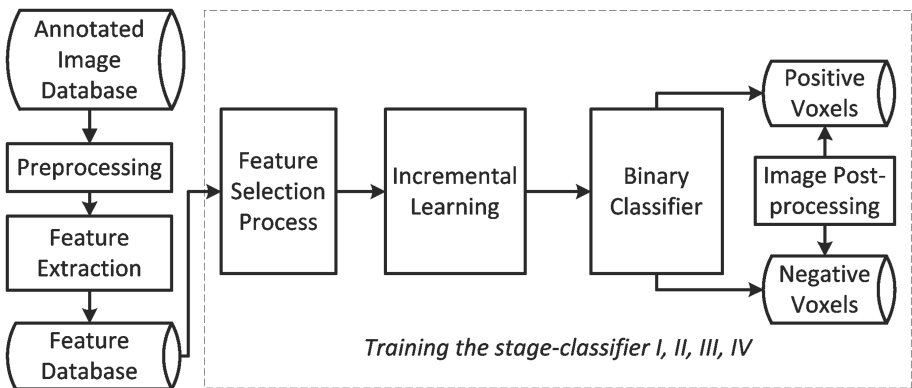 Annotated
Image
Database
Preprocessing
Feature
Extraction
Feature
Database
Feature
Selection
Process
Incremental
Learning
Binary
Classifier
Positive
Voxels
Image Post-
processing
Negative
Voxels
Training the stage-classifier I, II, III, IV